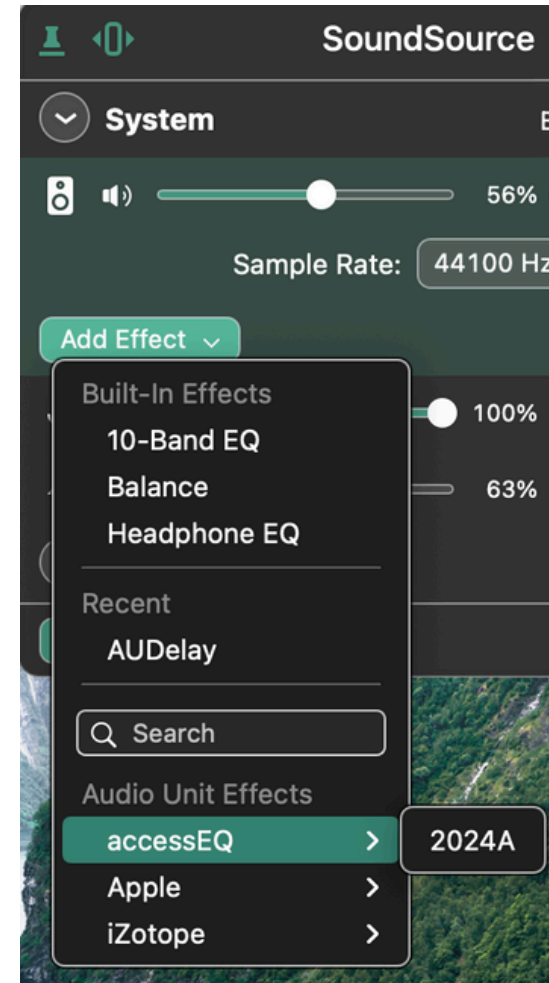 SoundSource
System
56%
Sample Rate: 44100 Hz
Add Effect
Built-In Effects
10-Band EQ
100%
Balance
63%
Headphone EQ
Recent
AUDelay
Search
Audio Unit Effects
accessEQ
2024A
Apple
iZotope